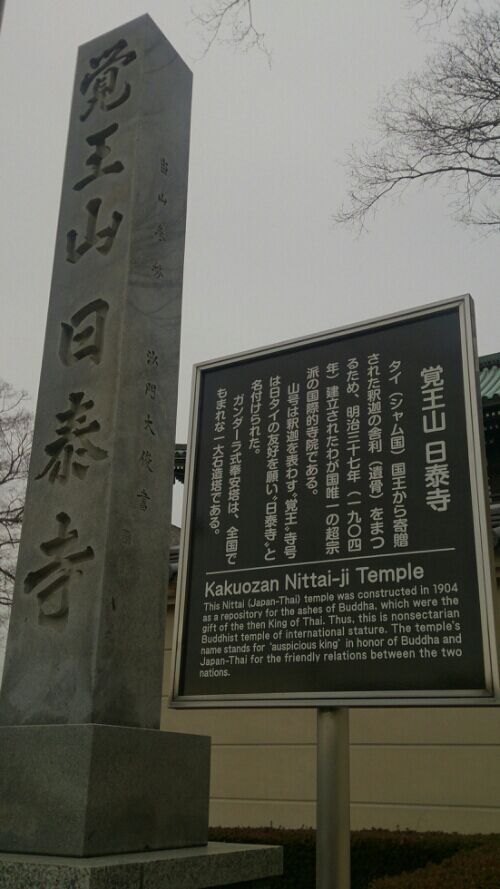 覚王山日泰寺
沙門大俊書
覚王山 日泰寺
タイ（シャム国）国王から寄贈
された釈迦の舎利（遺骨）をまつ
るため、明治三十七年（一九〇四
年）建立されたわが国唯一の超宗
派の国際的寺院である。
山号は釈迦を表わす“覚王”寺号
は日タイの友好を願い“日泰寺”と
名付けられた。
ガンダーラ式奉安塔は、全国で
もまれな一大石造塔である。
Kakuozan Nittai-ji Temple
This Nittai (Japan-Thai) temple was constructed in 1904
as a repository for the ashes of Buddha, which were the
gift of the then King of Thai. Thus, this is nonsectarian
Buddhist temple of international stature. The temple's
name stands for ‘auspicious king’ in honor of Buddha and
Japan-Thai for the friendly relations between the two
nations.